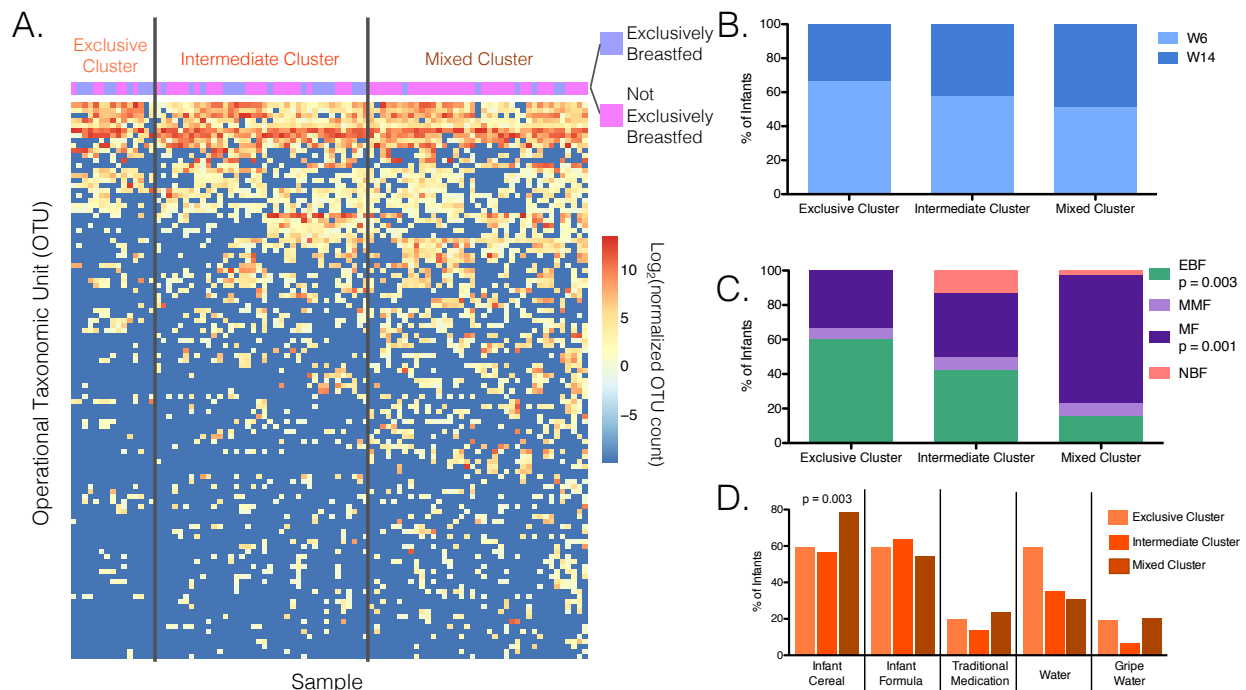 A.
Exclusive
Cluster
Intermediate Cluster
Mixed Cluster
Exclusively
Breastfed
Not
Exclusively
Breastfed
Operational Taxonomic Unit (OTU)
Sample
10
5
0
−5
Log2(normalized OTU count)
B.
% of Infants
100
80
60
40
20
0
Exclusive Cluster
Intermediate Cluster
Mixed Cluster
W6
W14
C.
% of Infants
100
80
60
40
20
0
Exclusive Cluster
Intermediate Cluster
Mixed Cluster
EBF
p = 0.003
MMF
MF
p = 0.001
NBF
D.
% of Infants
80
60
40
20
0
p = 0.003
Infant
Cereal
Infant
Formula
Traditional
Medication
Water
Gripe
Water
Exclusive Cluster
Intermediate Cluster
Mixed Cluster